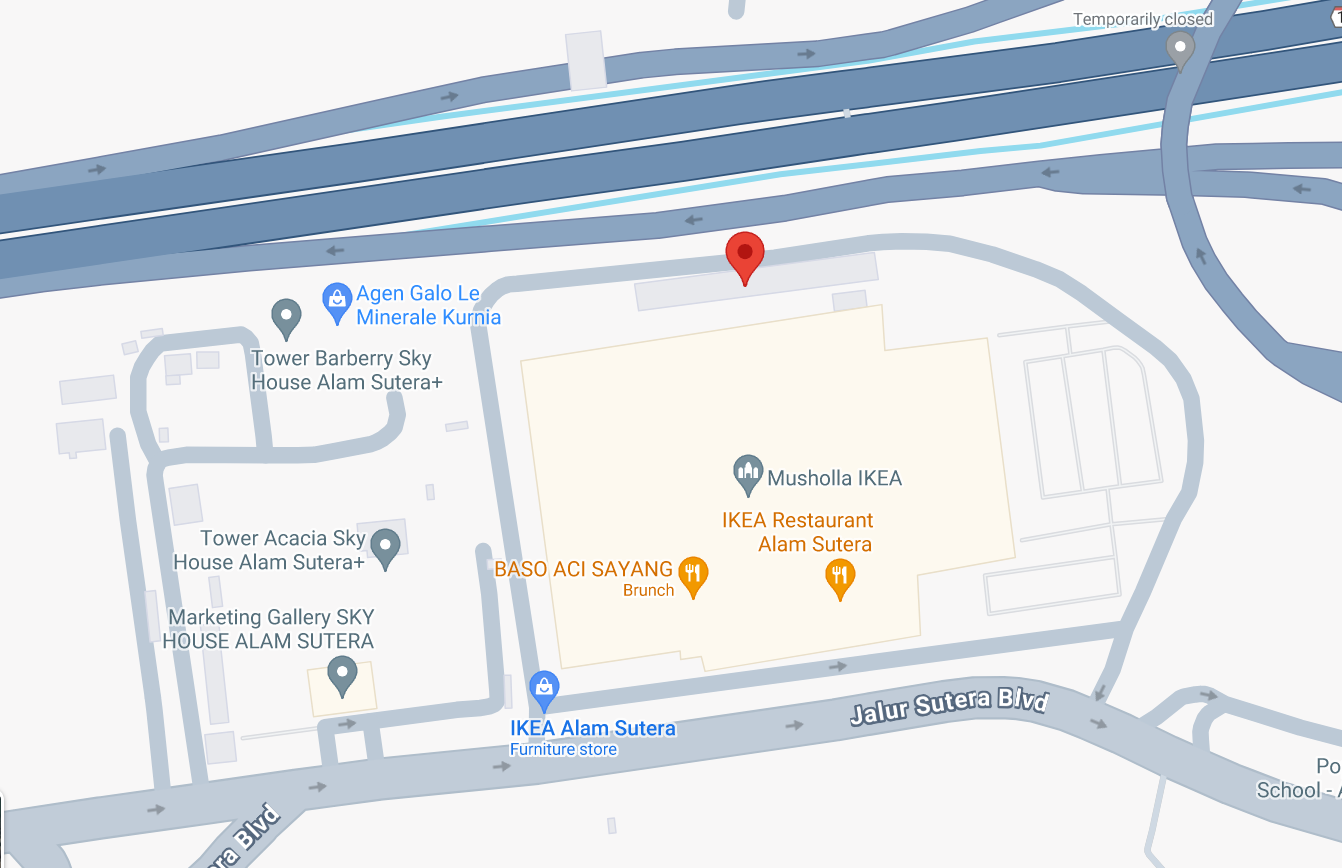 Temporarily closed
Agen Galo Le
Minerale Kurnia
Tower Barberry Sky
House Alam Sutera+
Musholla IKEA
IKEA Restaurant
Alam Sutera
Tower Acacia Sky
House Alam Sutera+
BASO ACI SAYANG
Brunch
Marketing Gallery SKY
HOUSE ALAM SUTERA
IKEA Alam Sutera
Furniture store
Jalur Sutera Blvd
Po
School - A
era Blvd